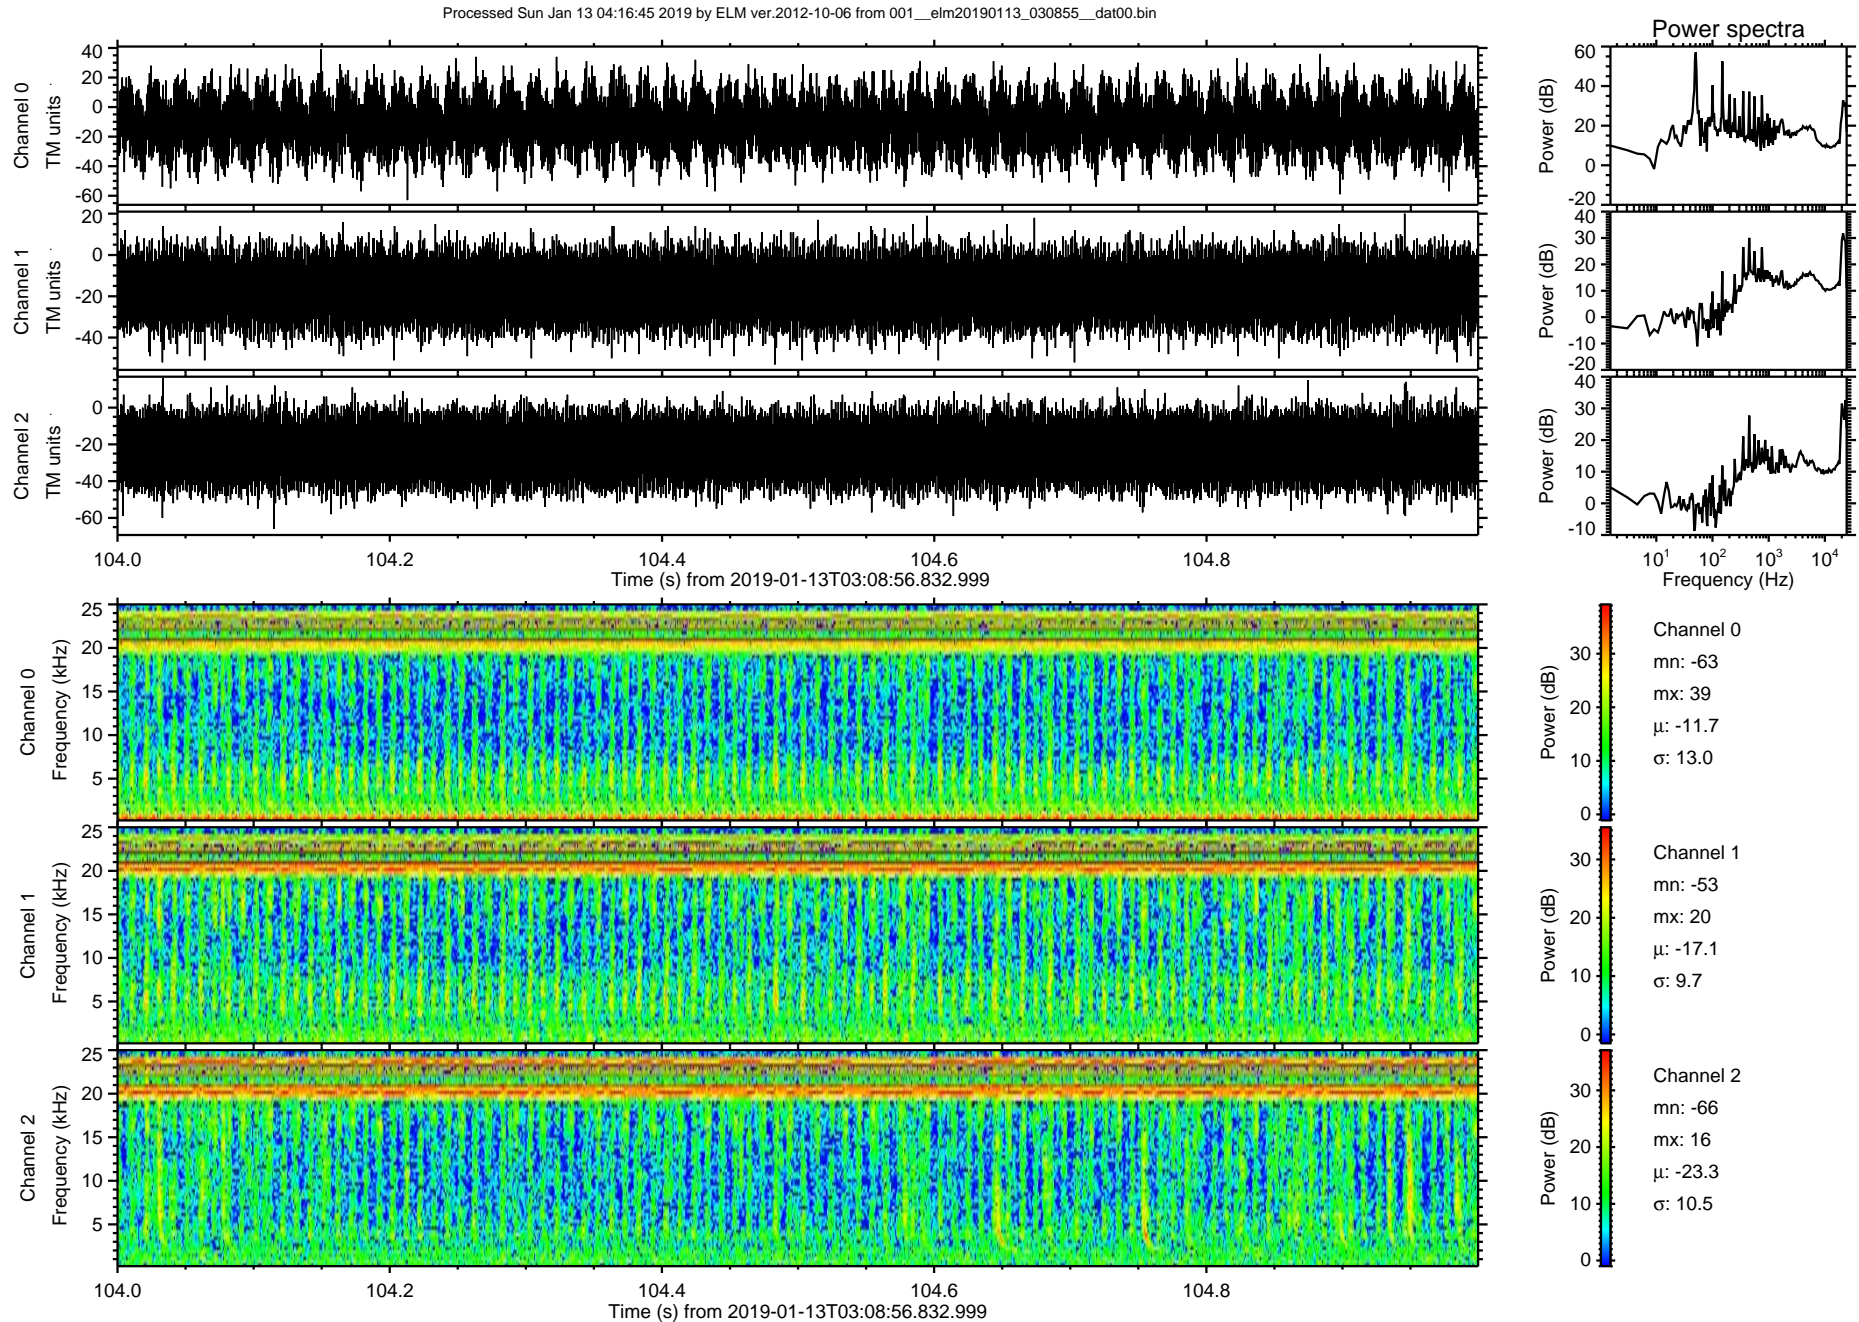 Processed Sun Jan 13 04:16:45 2019 by ELM ver.2012-10-06 from 001__elm20190113_030855__dat00.bin
Power spectra
Channel 0
TM units
40
20
0
-20
-40
-60
Power (dB)
60
40
20
0
-20
Channel 1
TM units
20
0
-20
-40
Power (dB)
40
30
20
10
0
-10
-20
Channel 2
TM units
0
-20
-40
-60
Power (dB)
40
30
20
10
0
-10
104.0 104.2 104.4 104.6 104.8
Time (s) from 2019-01-13T03:08:56.832.999
10^1 10^2 10^3 10^4
Frequency (Hz)
Channel 0
Frequency (kHz)
25
20
15
10
5
Power (dB)
30
20
10
0
Channel 0
mn: -63
mx: 39
μ: -11.7
σ: 13.0
Channel 1
Frequency (kHz)
25
20
15
10
5
Power (dB)
30
20
10
0
Channel 1
mn: -53
mx: 20
μ: -17.1
σ: 9.7
Channel 2
Frequency (kHz)
25
20
15
10
5
Power (dB)
30
20
10
0
Channel 2
mn: -66
mx: 16
μ: -23.3
σ: 10.5
104.0 104.2 104.4 104.6 104.8
Time (s) from 2019-01-13T03:08:56.832.999